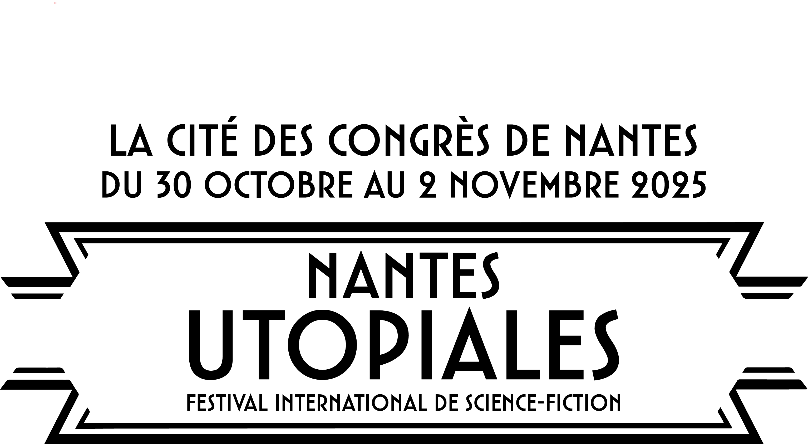 LA CITÉ DES CONGRÈS DE NANTES
DU 30 OCTOBRE AU 2 NOVEMBRE 2025
NANTES
UTOPIALES
FESTIVAL INTERNATIONAL DE SCIENCE-FICTION